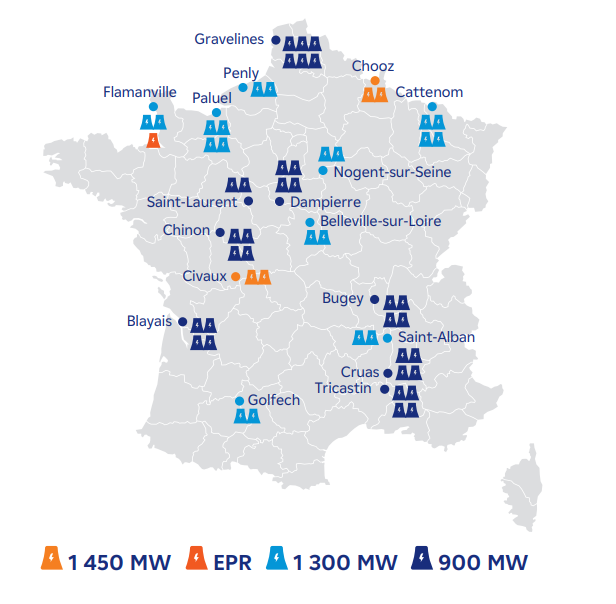 Gravelines
Chooz
Penly
Flamanville
Cattenom
Paluel
Nogent-sur-Seine
Saint-Laurent
Dampierre
Belleville-sur-Loire
Chinon
Civaux
Bugey
Blayais
Saint-Alban
Cruas
Tricastin
Golfech
1 450 MW EPR 1 300 MW 900 MW